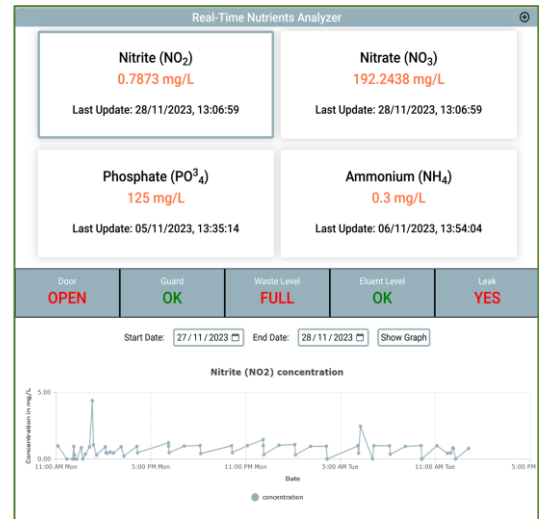 Real-Time Nutrients Analyzer
Nitrite (NO₂)
0.7873 mg/L
Last Update: 28/11/2023, 13:06:59
Nitrate (NO₃)
192.2438 mg/L
Last Update: 28/11/2023, 13:06:59
Phosphate (PO³₄)
125 mg/L
Last Update: 05/11/2023, 13:35:14
Ammonium (NH₄)
0.3 mg/L
Last Update: 06/11/2023, 13:54:04
Door
OPEN
Guard
OK
Waste Level
FULL
Eluent Level
OK
Leak
YES
Start Date: 27/11/2023 End Date: 28/11/2023 Show Graph
Nitrite (NO2) concentration
Concentration in mg/L
5.00
0.00
11:00 AM Mon 5:00 PM Mon 11:00 PM Mon 5:00 AM Tue 11:00 AM Tue 5:00 PM
Date
concentration